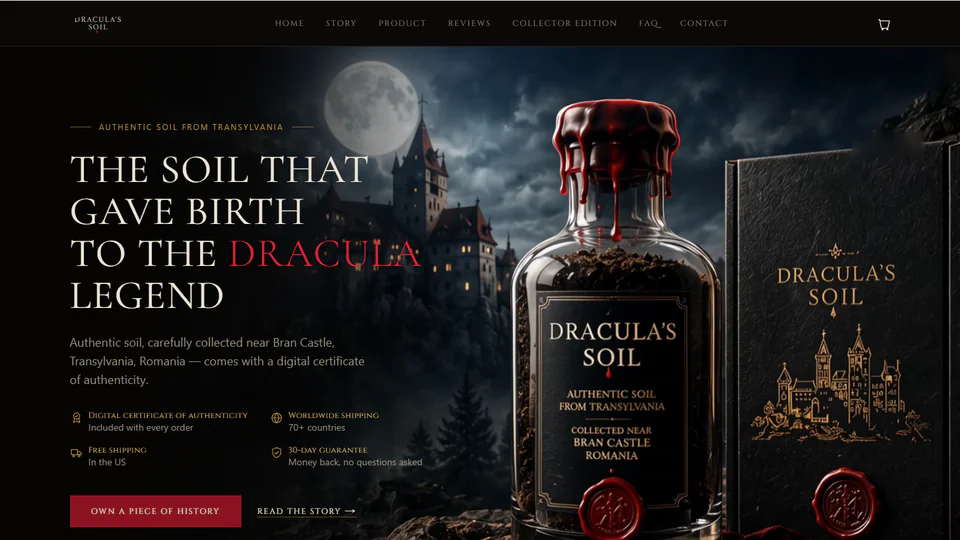 DRACULA'S
SOIL
HOME
STORY
PRODUCT
REVIEWS
COLLECTOR EDITION
FAQ
CONTACT
AUTHENTIC SOIL FROM TRANSYLVANIA
THE SOIL THAT
GAVE BIRTH
TO THE DRACULA
LEGEND
Authentic soil, carefully collected near Bran Castle,
Transylvania, Romania — comes with a digital certificate
of authenticity.
DIGITAL CERTIFICATE OF AUTHENTICITY
Included with every order
WORLDWIDE SHIPPING
70+ countries
FREE SHIPPING
In the US
30-DAY GUARANTEE
Money back, no questions asked
OWN A PIECE OF HISTORY
READ THE STORY →
DRACULA'S
SOIL
AUTHENTIC SOIL
FROM TRANSYLVANIA
COLLECTED NEAR
BRAN CASTLE
ROMANIA
DRACULA'S
SOIL